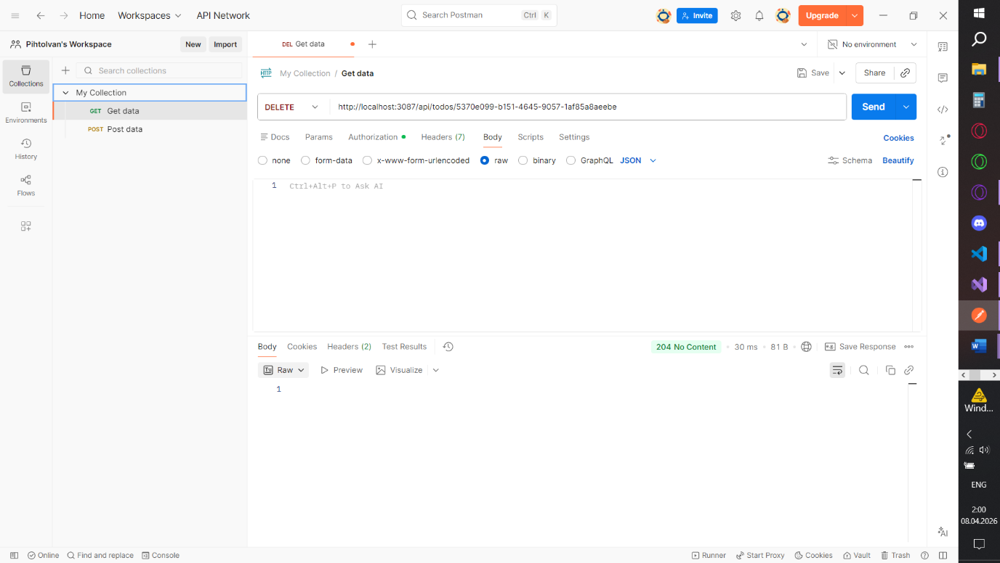 Home
Workspaces
API Network
Search Postman
Ctrl
K
Invite
Upgrade
Pihtolvan's Workspace
New
Import
DEL Get data
No environment
Collections
Environments
History
Flows
Search collections
My Collection
GET Get data
POST Post data
HTTP
My Collection / Get data
Save
Share
DELETE
http://localhost:3087/api/todos/5370e099-b151-4645-9057-1af85a8aeebe
Send
Docs
Params
Authorization
Headers (7)
Body
Scripts
Settings
Cookies
none
form-data
x-www-form-urlencoded
raw
binary
GraphQL
JSON
Schema
Beautify
1
Ctrl+Alt+P to Ask AI
Body
Cookies
Headers (2)
Test Results
204 No Content
30 ms
81 B
e.g.
Save Response
Raw
Preview
Visualize
1
Online
Find and replace
Console
Runner
Start Proxy
Cookies
Vault
Trash
AI
W
Wind...
ENG
2:00
08.04.2026